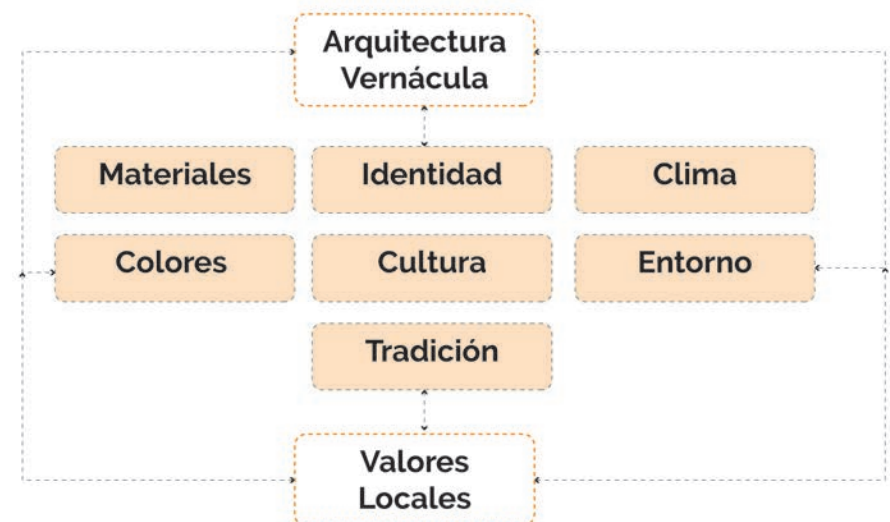 Arquitectura
Vernácula
Materiales
Identidad
Clima
Colores
Cultura
Entorno
Tradición
Valores
Locales